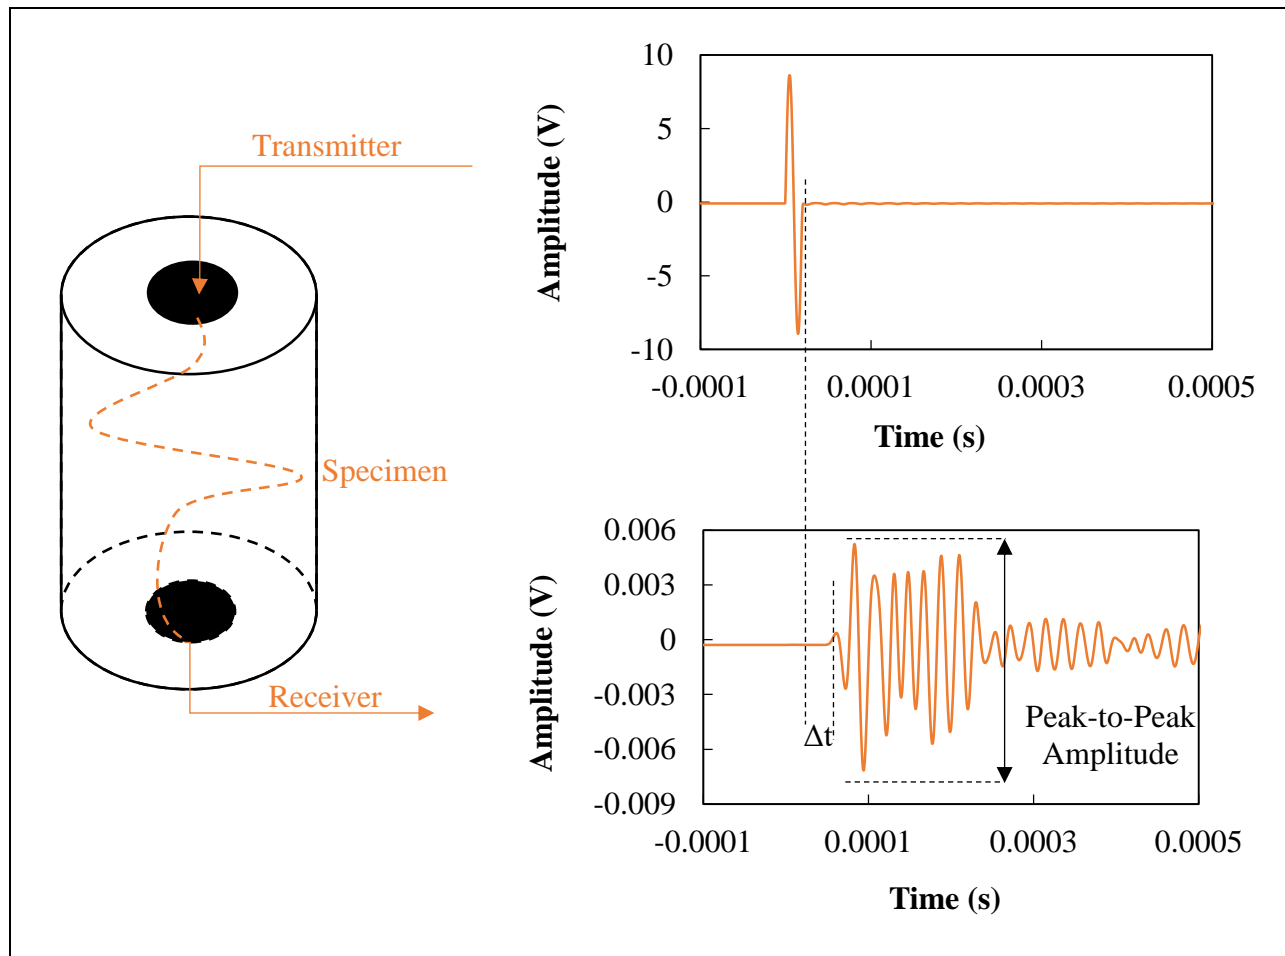 Transmitter
Specimen
Receiver
Amplitude (V)
10
5
0
-5
-10
-0.0001 0.0001 0.0003 0.0005
Time (s)
Amplitude (V)
0.006
0.003
0
-0.003
-0.006
-0.009
Δt
Peak-to-Peak
Amplitude
-0.0001 0.0001 0.0003 0.0005
Time (s)